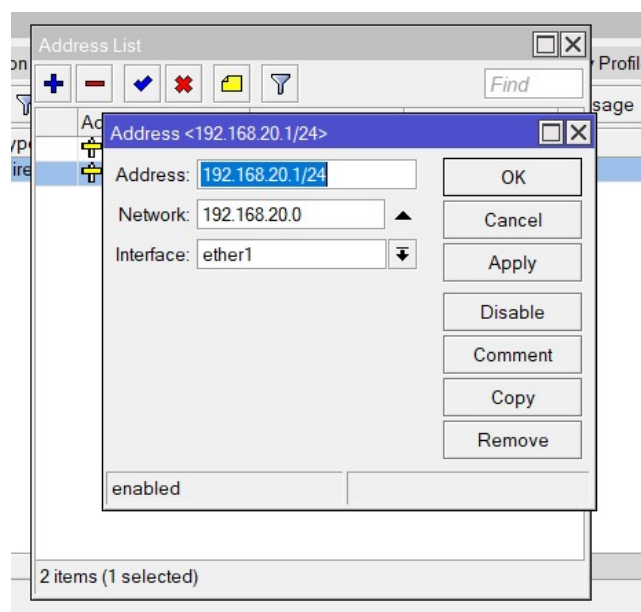 Address List
Find
Profil
sage
Ac
Address <192.168.20.1/24>
Address: 192.168.20.1/24
OK
Network: 192.168.20.0
Cancel
Interface: ether1
Apply
Disable
Comment
Copy
Remove
enabled
2 items (1 selected)